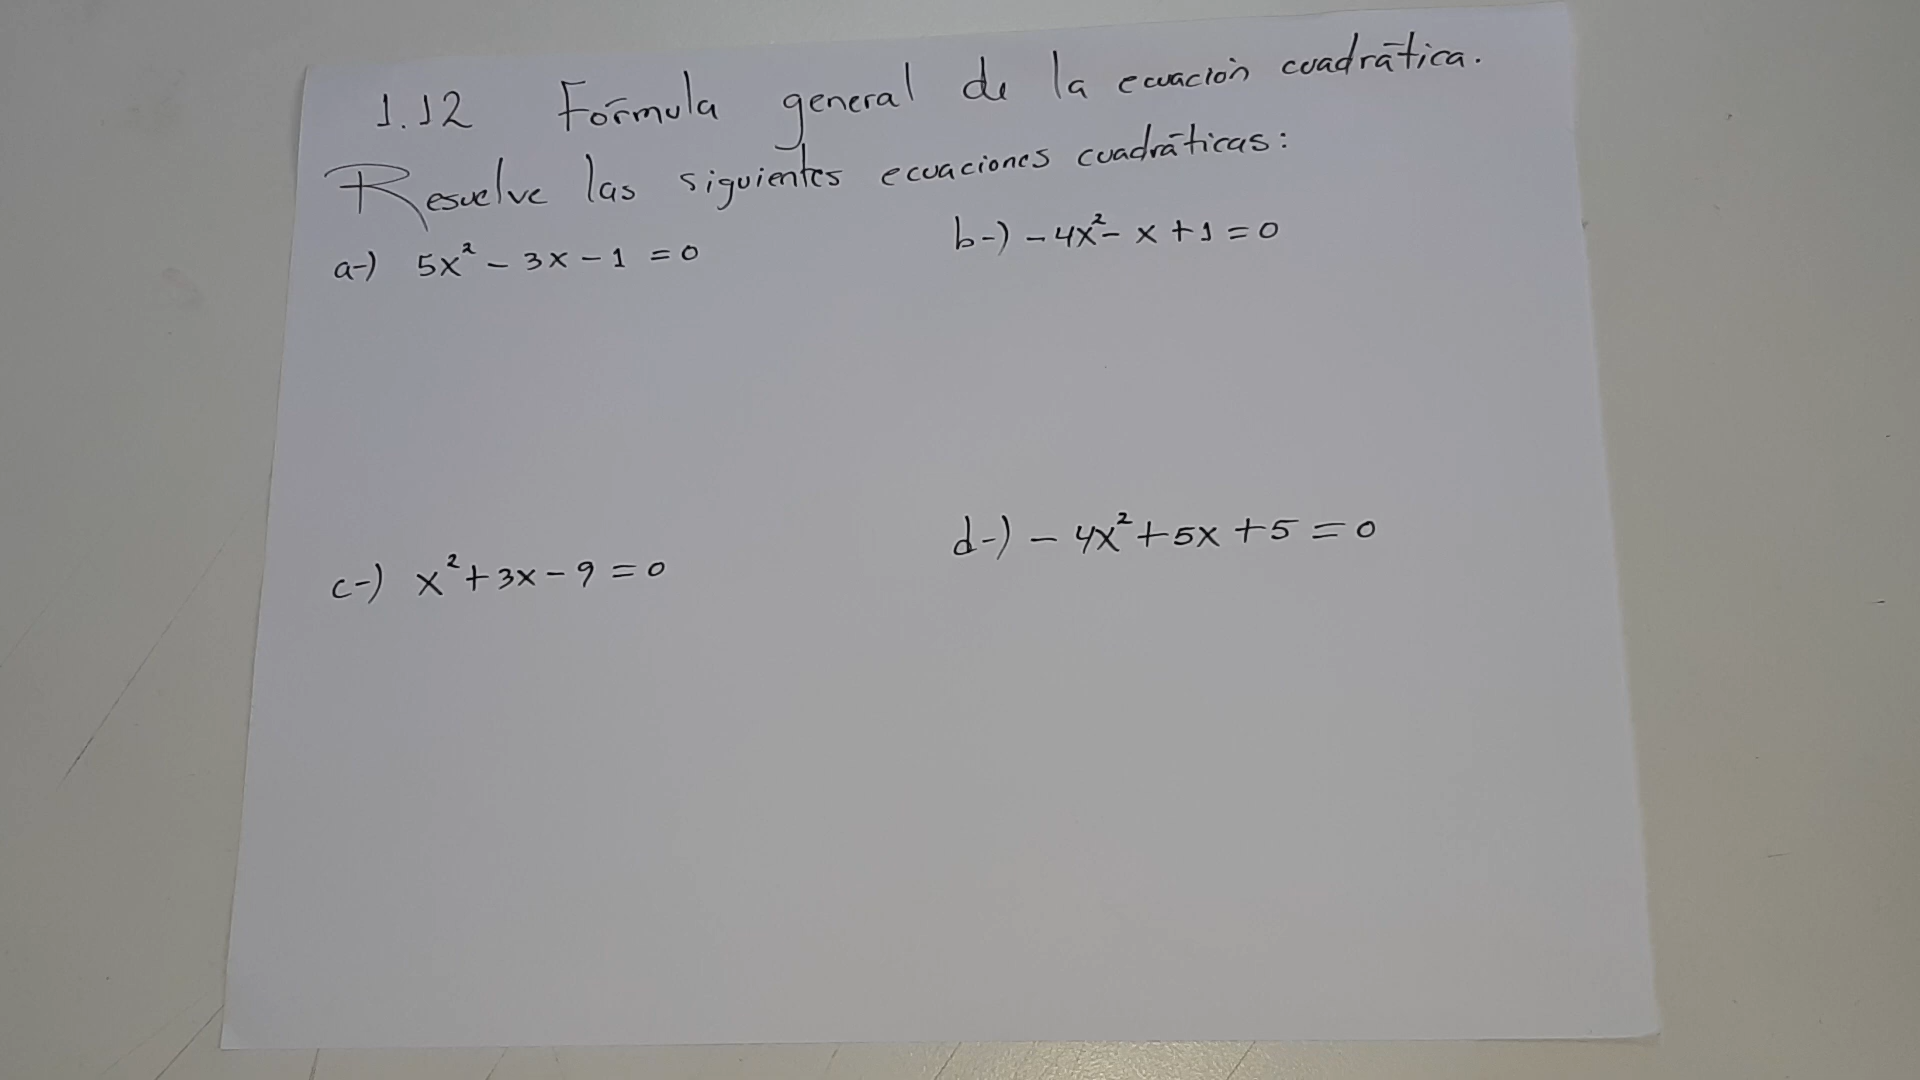 1.12 Fórmula general de la ecuación cuadrática.
Resuelve las siguientes ecuaciones cuadráticas:
a-) 5x² - 3x - 1 = 0
b-) -4x² - x + 1 = 0
c-) x² + 3x - 9 = 0
d-) - 4x² + 5x + 5 = 0